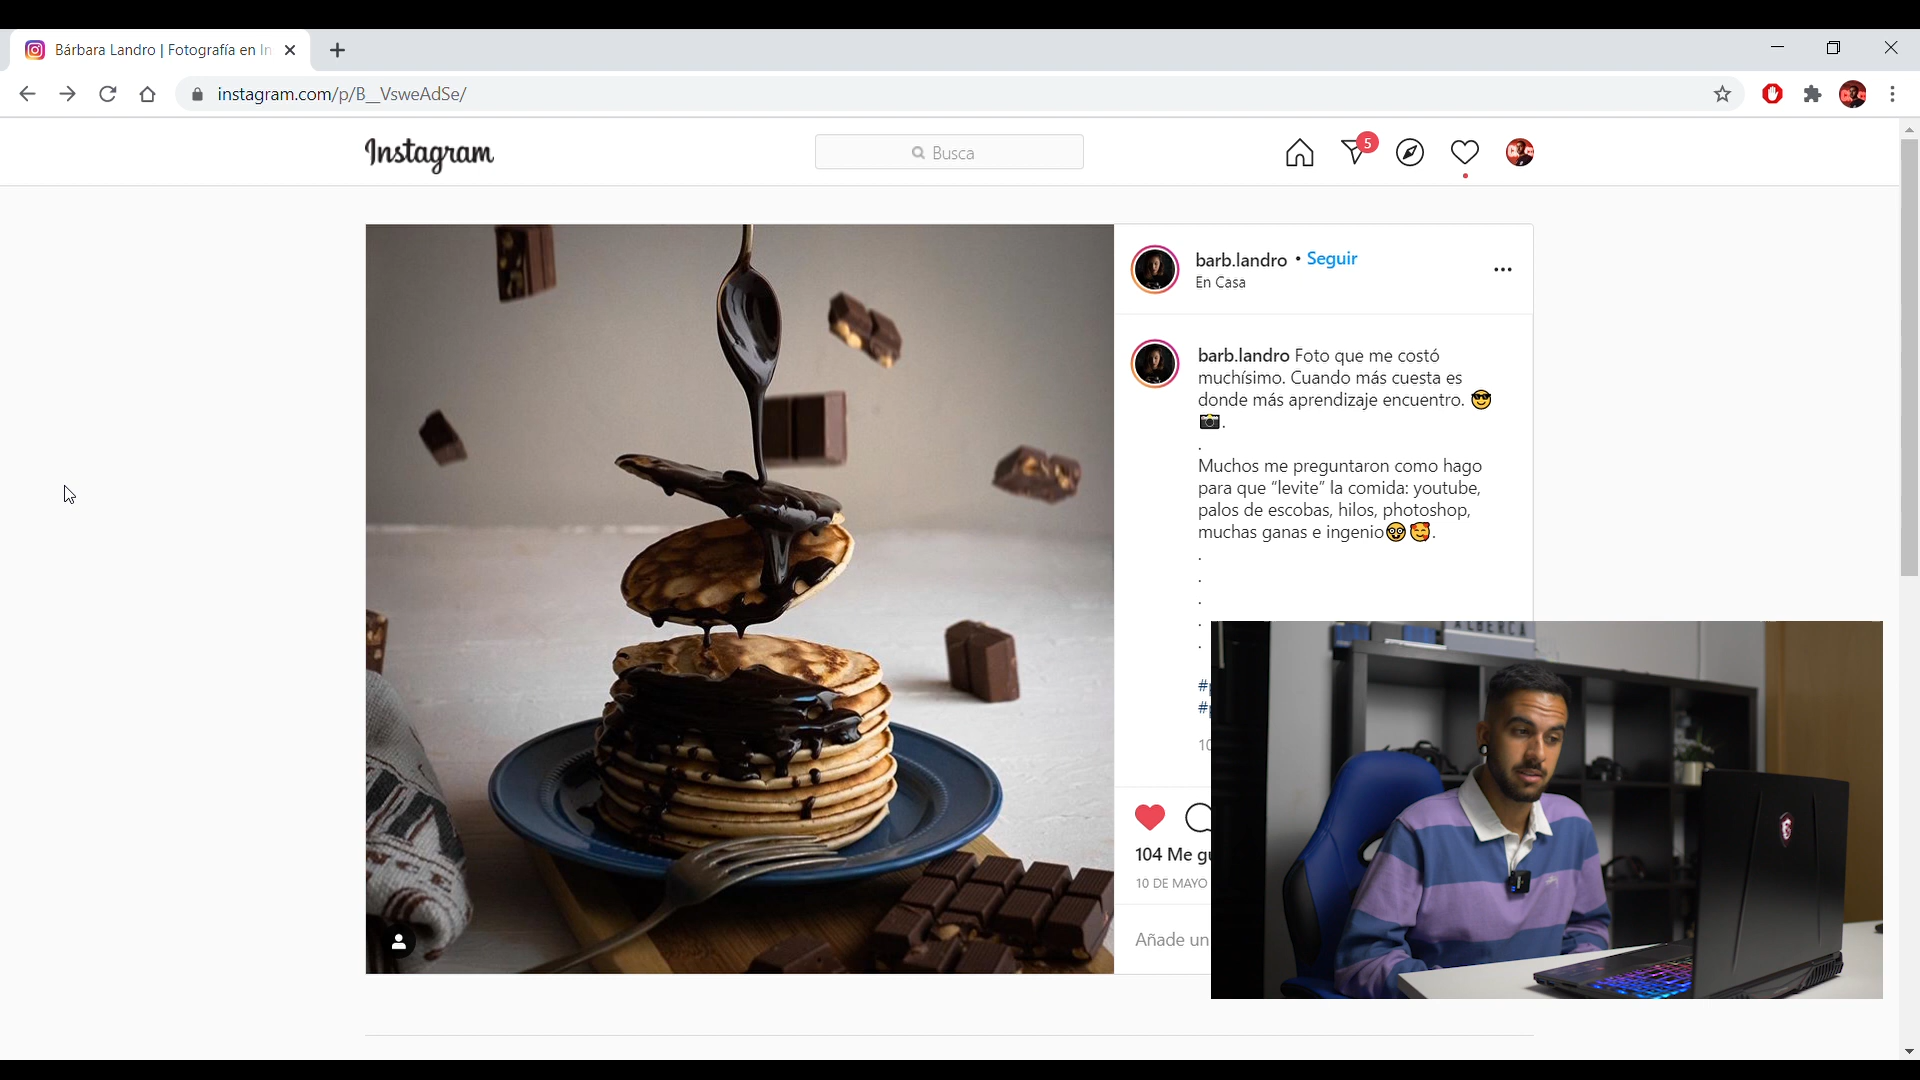 Bárbara Landro | Fotografía en In
instagram.com/p/B__VsweAdSe/
Instagram
Busca
5
barb.landro • Seguir
En Casa
barb.landro Foto que me costó
muchísimo. Cuando más cuesta es
donde más aprendizaje encuentro. 😎
📷.
.
Muchos me preguntaron como hago
para que “levite” la comida: youtube,
palos de escobas, hilos, photoshop,
muchas ganas e ingenio🤓🥰.
.
.
.
.
.
ALBERCA
104 Me gu
10 DE MAYO
Añade un